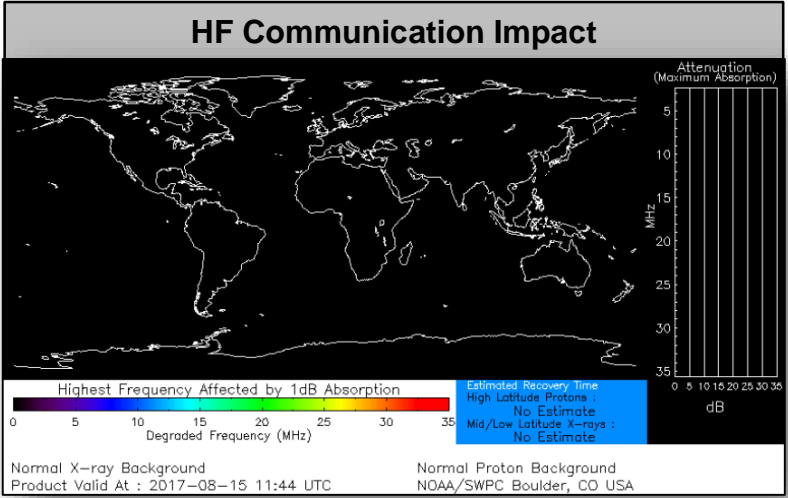 HF Communication Impact
Attenuation
(Maximum Absorption)
5
10
15
20
25
30
35
MHz
0 5 10 15 20 25 30 35
dB
Highest Frequency Affected by 1dB Absorption
0 5 10 15 20 25 30 35
Degraded Frequency (MHz)
Estimated Recovery Time
High Latitude Protons :
No Estimate
Mid/Low Latitude X-rays :
No Estimate
Normal X-ray Background
Normal Proton Background
Product Valid At : 2017-08-15 11:44 UTC
NOAA/SWPC Boulder, CO USA